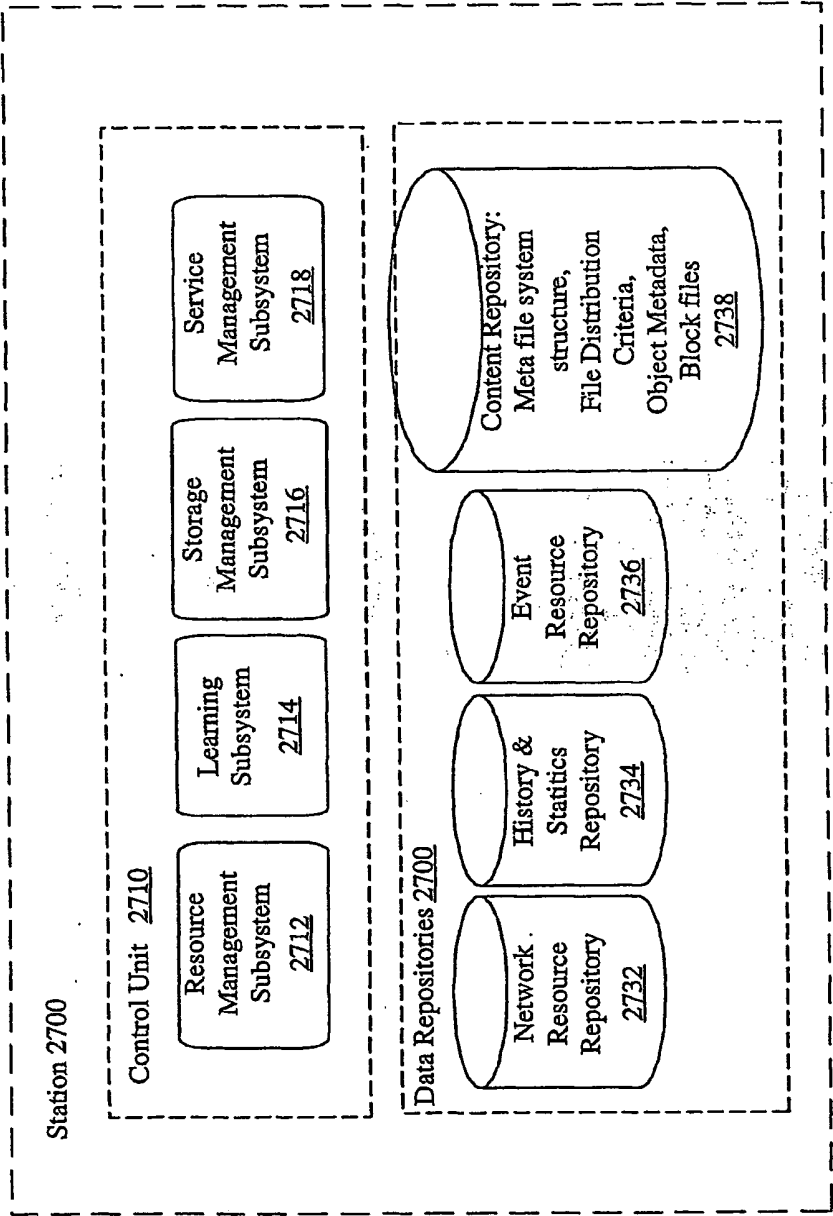 Station 2700
Control Unit 2710
Resource
Management
Subsystem
2712
Learning
Subsystem
2714
Storage
Management
Subsystem
2716
Service
Management
Subsystem
2718
Data Repositories 2700
Network .
Resource
Repository
2732
History &
Statitics
Repository
2734
Event
Resource
Repository
2736
Content Repository:
Meta file system
structure,
File Distribution
Criteria,
Object Metadata,
Block files
2738